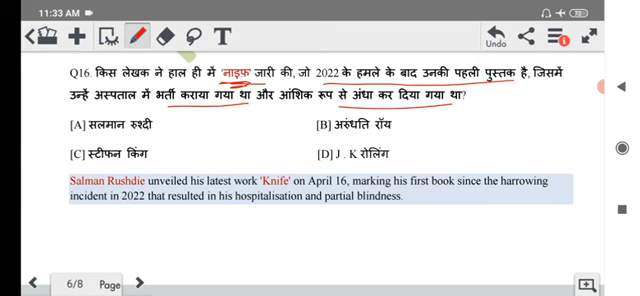 11:33 AM
72
T
Undo
Q16. किस लेखक ने हाल ही में 'नाइफ़' जारी की, जो 2022 के हमले के बाद उनकी पहली पुस्तक है, जिसमें
उन्हें अस्पताल में भर्ती कराया गया था और आंशिक रूप से अंधा कर दिया गया था?
[A] सलमान रुश्दी [B] अरुंधति रॉय
[C] स्टीफन किंग [D] J . K रोलिंग
Salman Rushdie unveiled his latest work 'Knife' on April 16, marking his first book since the harrowing
incident in 2022 that resulted in his hospitalisation and partial blindness.
6/8 Page